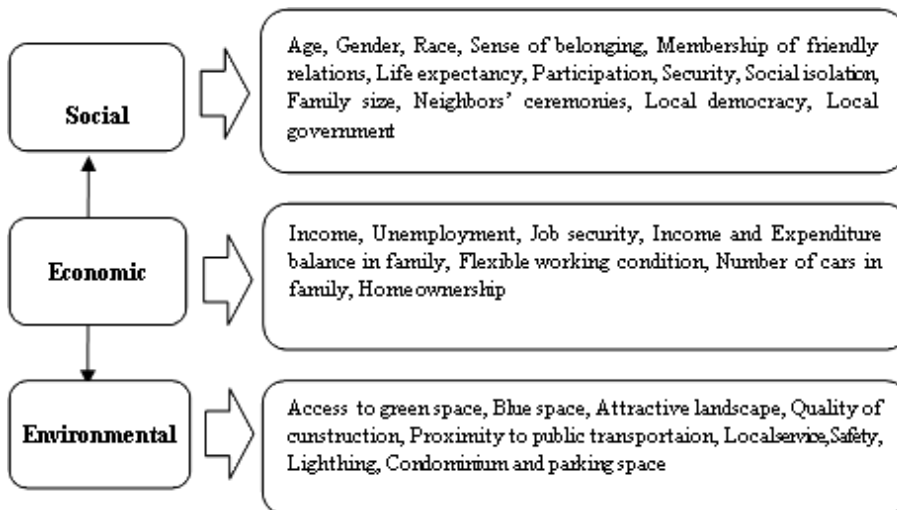 Social
Age, Gender, Race, Sense of belonging, Membership of friendly
relations, Life expectancy, Participation, Security, Social isolation,
Family size, Neighbors' ceremonies, Local democracy, Local
government
Economic
Income, Unemployment, Job security, Income and Expenditure
balance in family, Flexible working condition, Number of cars in
family, Homeownership
Environmental
Access to green space, Blue space, Attractive landscape, Quality of
cunstruction, Proximity to public transportaion, Localservice,Safety,
Lighthing, Condominium and parking space